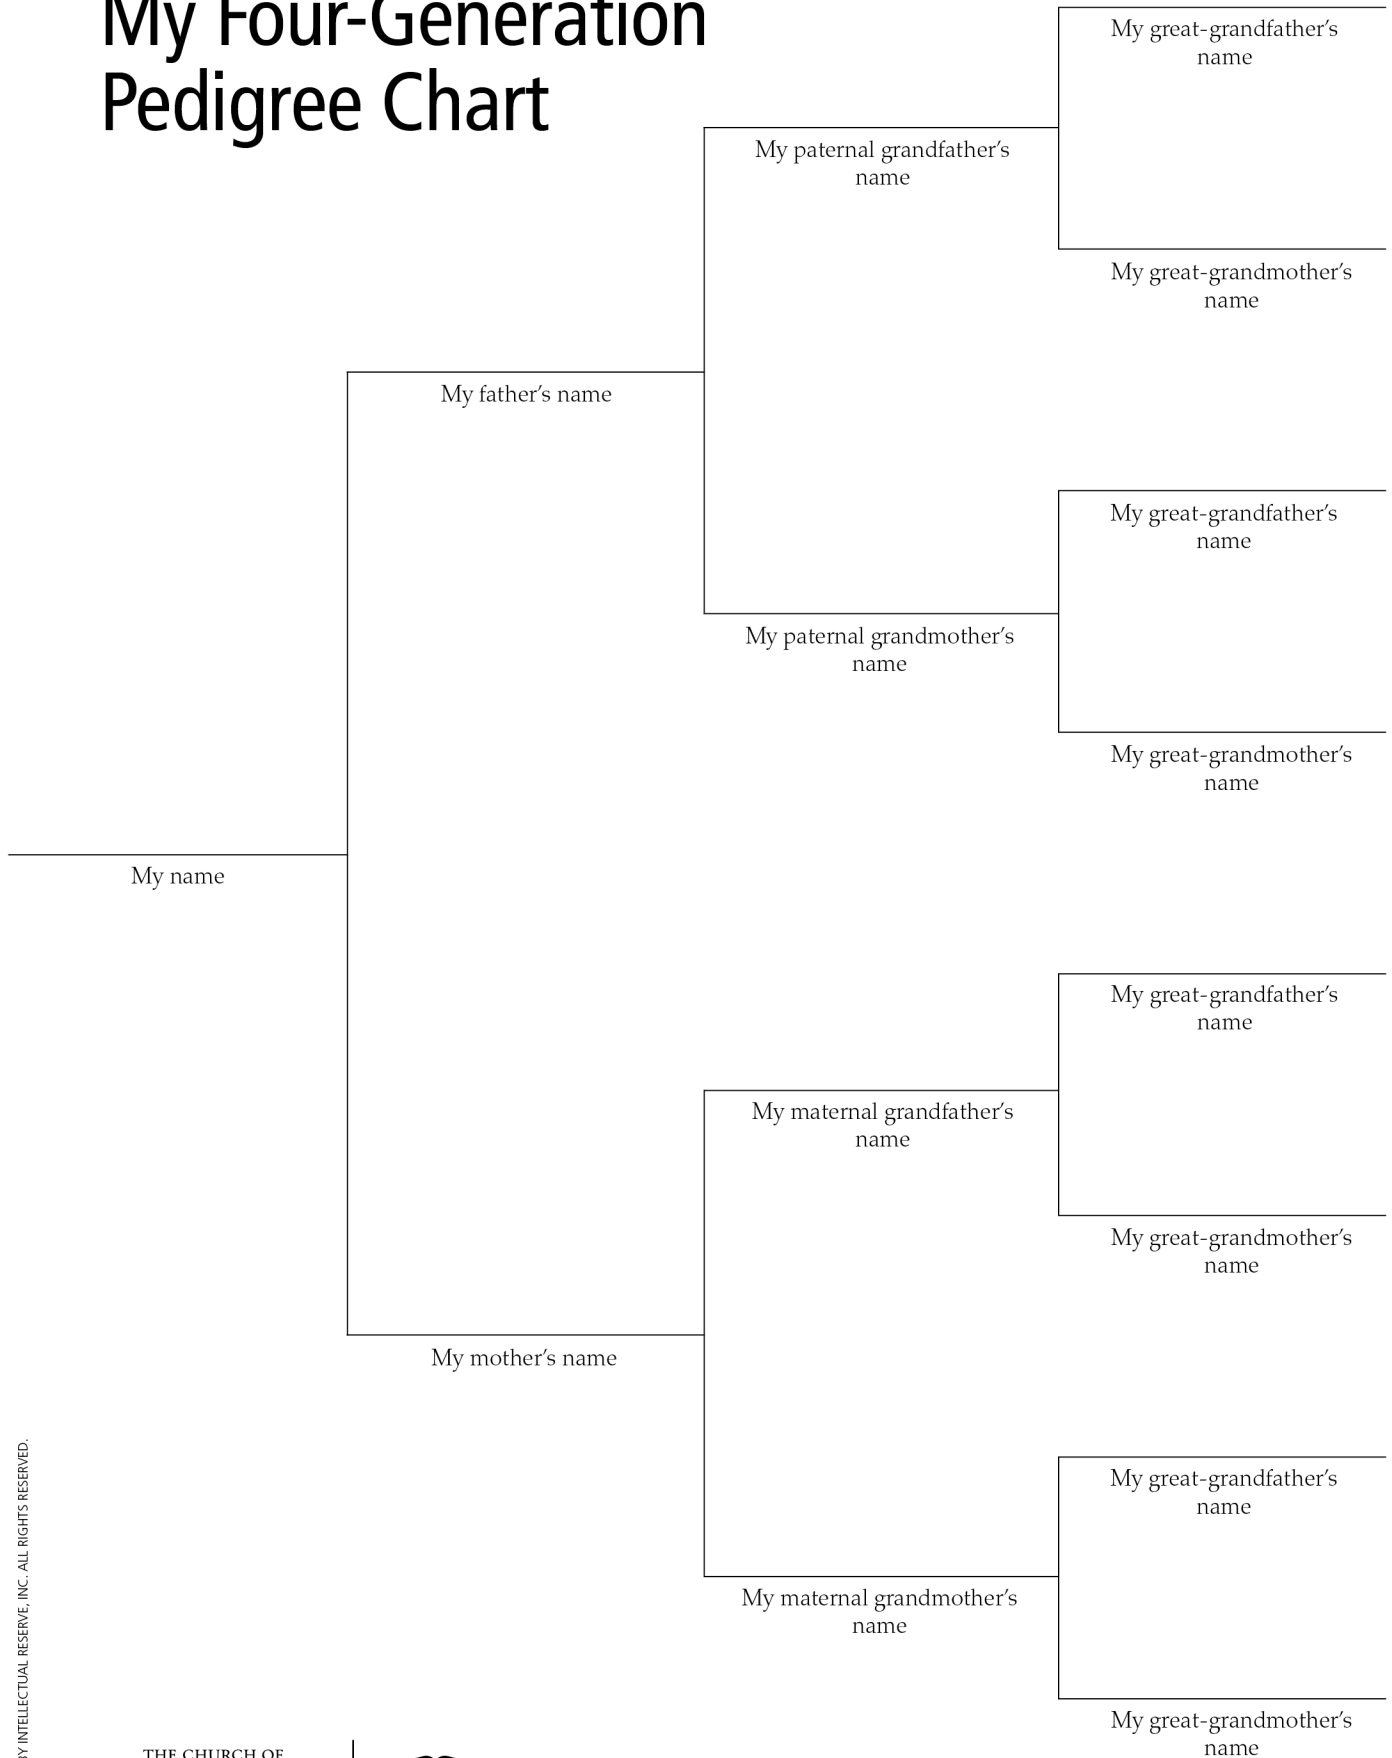 My Four-Generation
Pedigree Chart
My great-grandfather’s
name
My paternal grandfather’s
name
My great-grandmother’s
name
My father’s name
My great-grandfather’s
name
My paternal grandmother’s
name
My great-grandmother’s
name
My name
My great-grandfather’s
name
My maternal grandfather’s
name
My great-grandmother’s
name
My mother’s name
My great-grandfather’s
name
My maternal grandmother’s
name
My great-grandmother’s
name
BY INTELLECTUAL RESERVE, INC. ALL RIGHTS RESERVED.
THE CHURCH OF